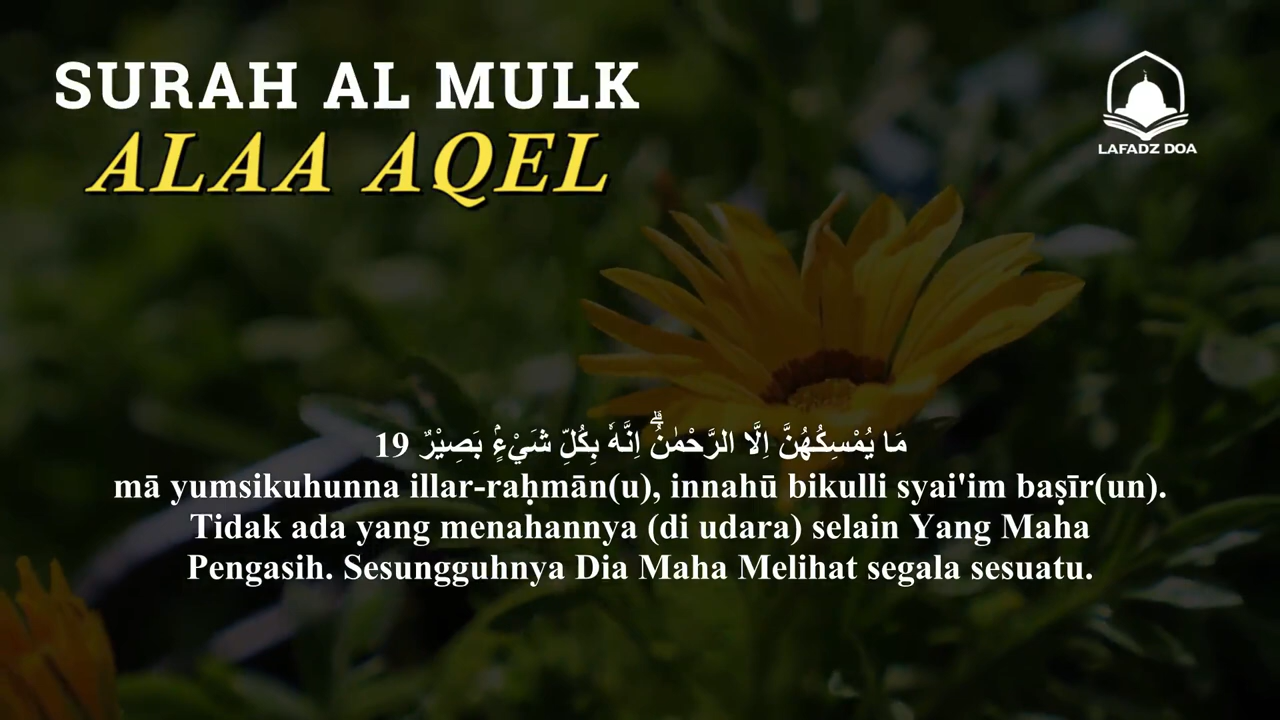 SURAH AL MULK
ALAA AQEL
LAFADZ DOA
مَا يُمْسِكُهُنَّ اِلَّا الرَّحْمٰنُۗ اِنَّهٗ بِكُلِّ شَيْءٍۢ بَصِيْرٌ 19
mā yumsikuhunna illar-raḥmān(u), innahū bikulli syai'im baṣīr(un).
Tidak ada yang menahannya (di udara) selain Yang Maha
Pengasih. Sesungguhnya Dia Maha Melihat segala sesuatu.